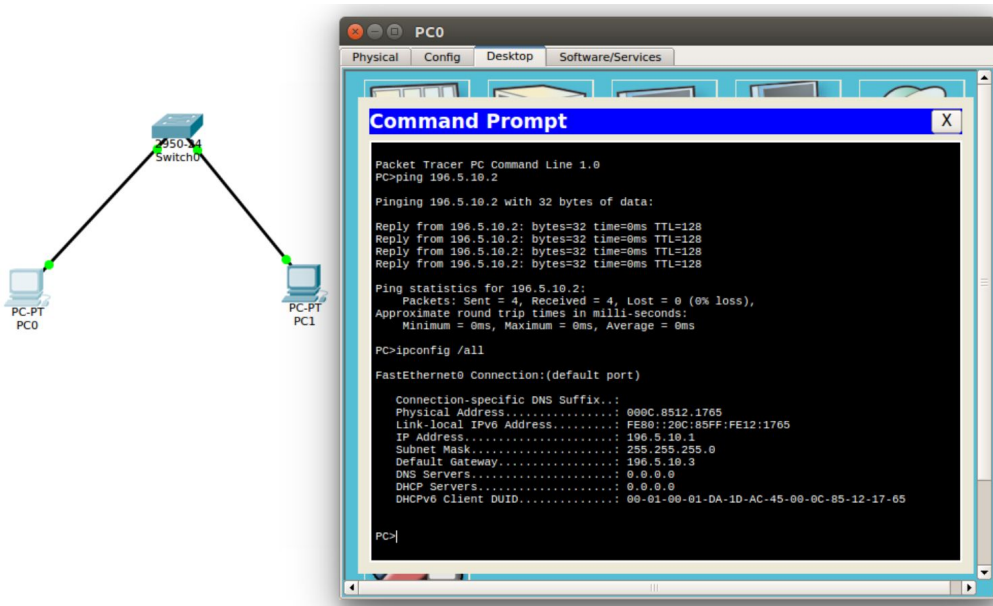 PC0
Physical Config Desktop Software/Services
Command Prompt X
Packet Tracer PC Command Line 1.0
PC>ping 196.5.10.2
Pinging 196.5.10.2 with 32 bytes of data:
Reply from 196.5.10.2: bytes=32 time=0ms TTL=128
Reply from 196.5.10.2: bytes=32 time=0ms TTL=128
Reply from 196.5.10.2: bytes=32 time=0ms TTL=128
Reply from 196.5.10.2: bytes=32 time=0ms TTL=128
Ping statistics for 196.5.10.2:
Packets: Sent = 4, Received = 4, Lost = 0 (0% loss),
Approximate round trip times in milli-seconds:
Minimum = 0ms, Maximum = 0ms, Average = 0ms
PC>ipconfig /all
FastEthernet0 Connection:(default port)
Connection-specific DNS Suffix..:
Physical Address................: 000C.8512.1765
Link-local IPv6 Address.........: FE80::20C:85FF:FE12:1765
IP Address......................: 196.5.10.1
Subnet Mask.....................: 255.255.255.0
Default Gateway.................: 196.5.10.3
DNS Servers.....................: 0.0.0.0
DHCP Servers....................: 0.0.0.0
DHCPv6 Client DUID..............: 00-01-00-01-DA-1D-AC-45-00-0C-85-12-17-65
PC>
2950-24
Switch0
PC-PT
PC0
PC-PT
PC1